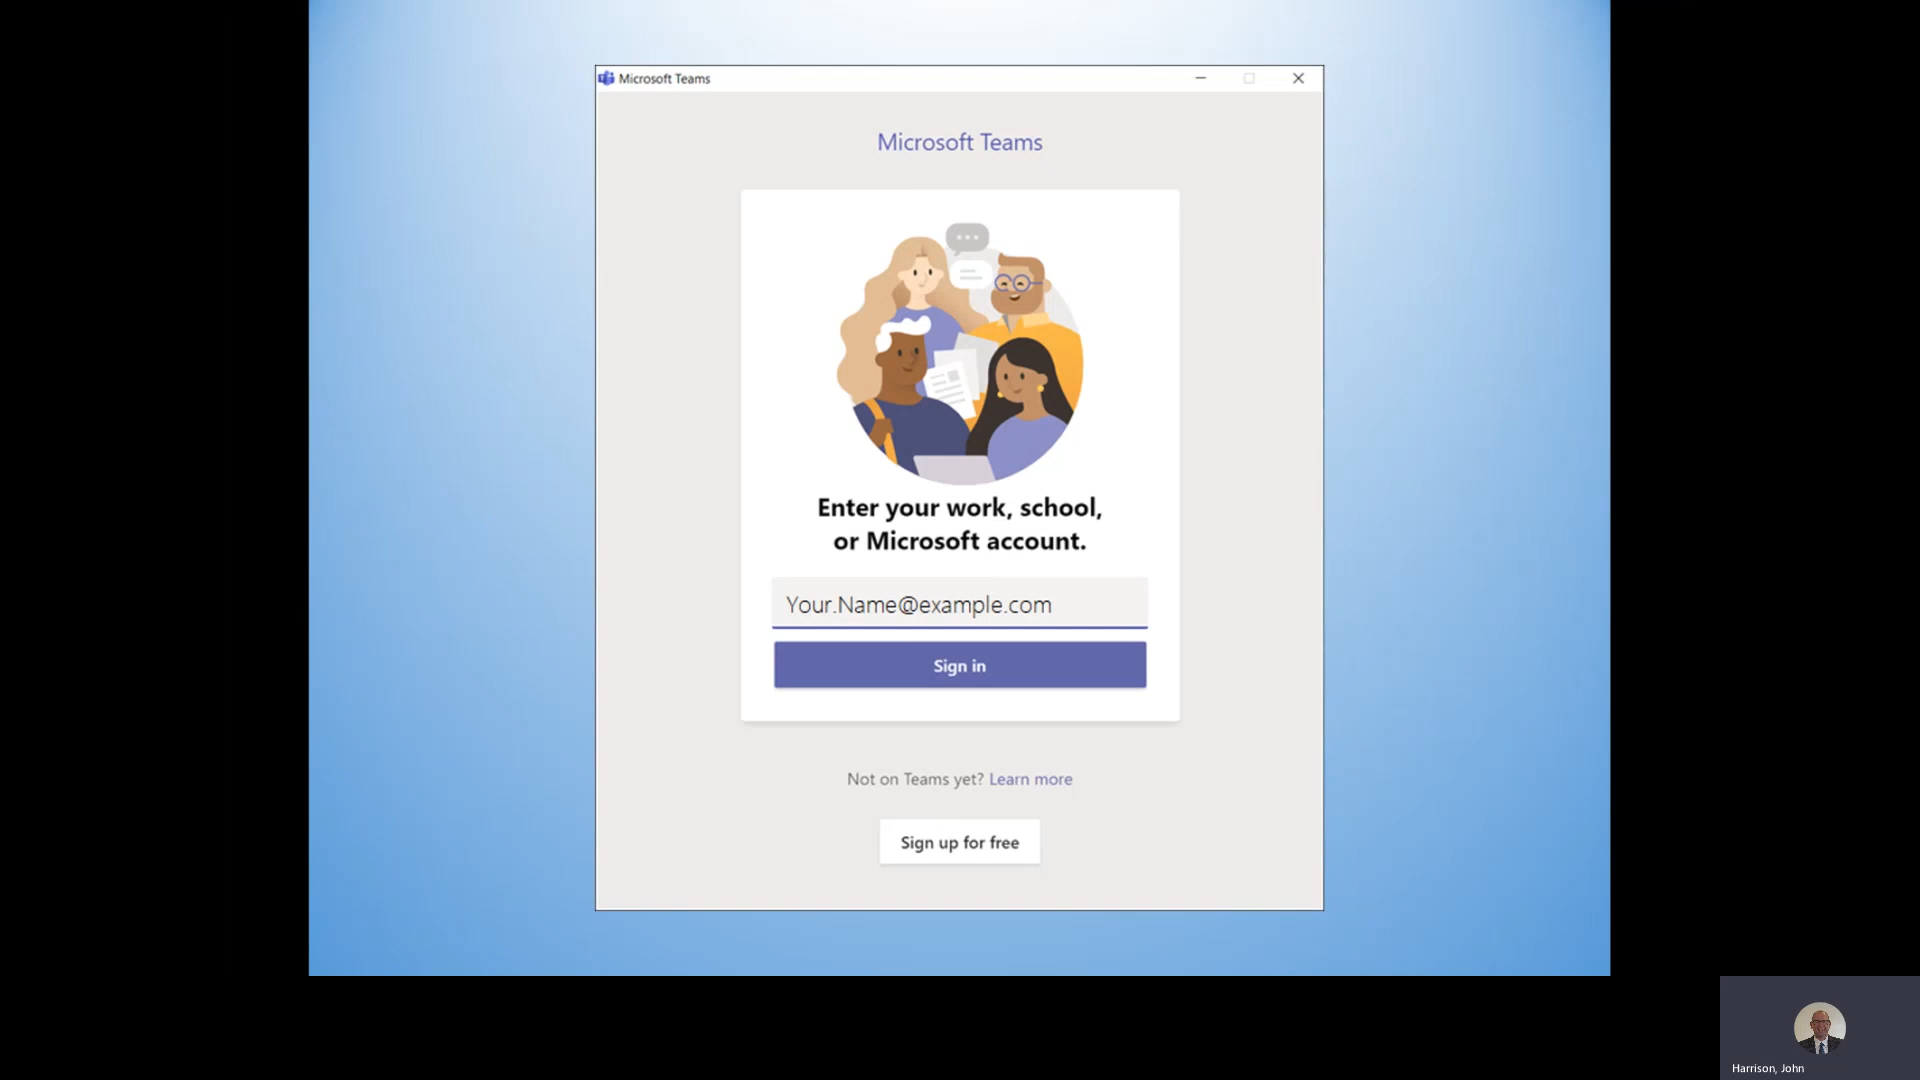 Microsoft Teams
Microsoft Teams
Enter your work, school,
or Microsoft account.
Your.Name@example.com
Sign in
Not on Teams yet? Learn more
Sign up for free
Harrison, John